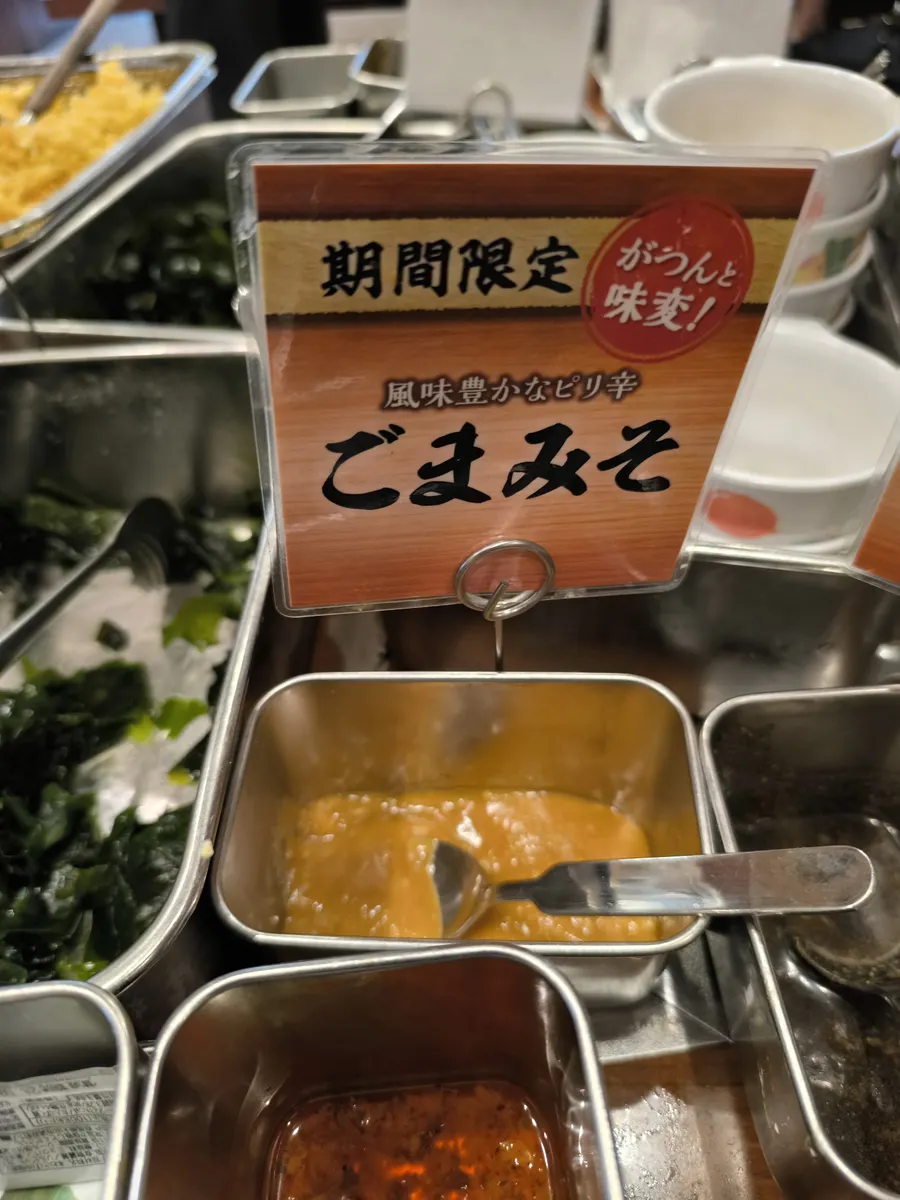 期間限定
がつんと
味変!
風味豊かなピリ辛
ごまみそ